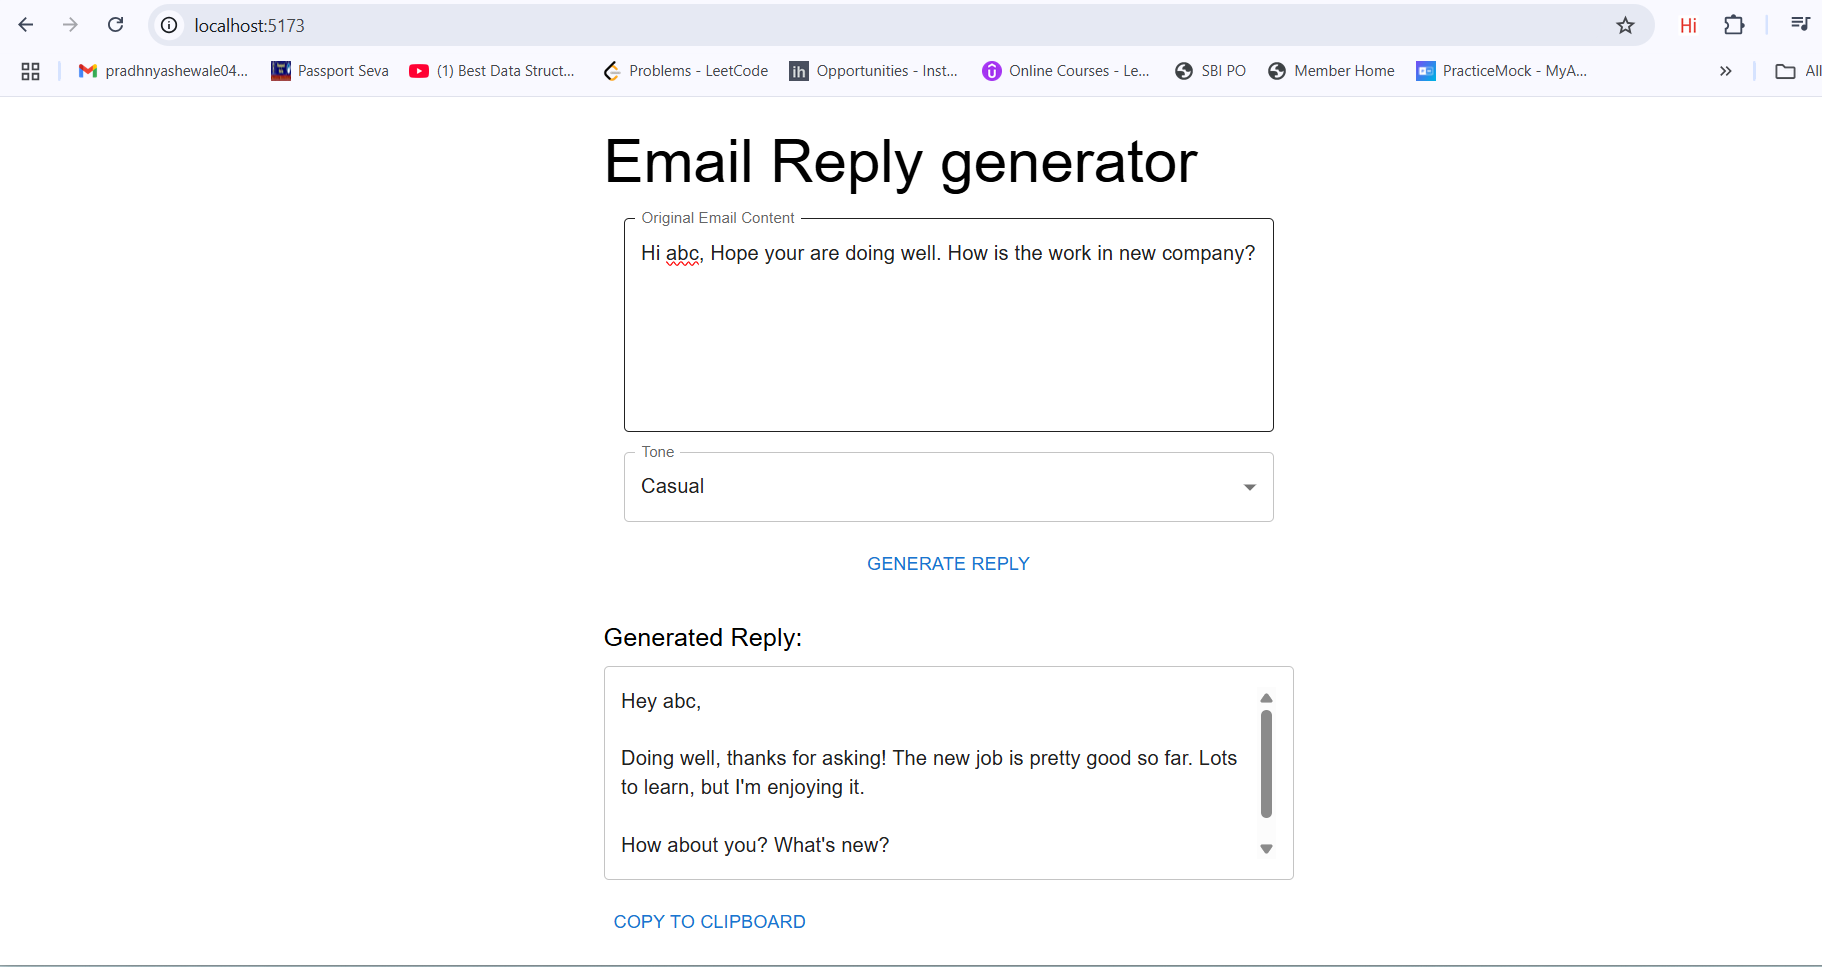 localhost:5173
Hi
pradhnyashewale04... Passport Seva (1) Best Data Struct... Problems - LeetCode ih Opportunities - Inst... Online Courses - Le... SBI PO Member Home PracticeMock - MyA... All
Email Reply generator
Original Email Content
Hi abc, Hope your are doing well. How is the work in new company?
Tone
Casual
GENERATE REPLY
Generated Reply:
Hey abc,
Doing well, thanks for asking! The new job is pretty good so far. Lots
to learn, but I'm enjoying it.
How about you? What's new?
COPY TO CLIPBOARD